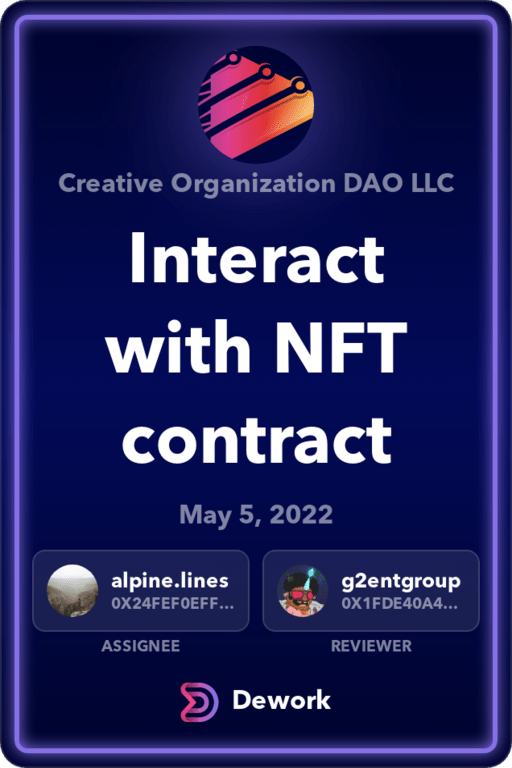 Creative Organization DAO LLC
Interact
with NFT
contract
May 5, 2022
alpine.lines
0X24FEF0EFF...
ASSIGNEE
g2entgroup
0X1FDE40A4...
REVIEWER
Dework